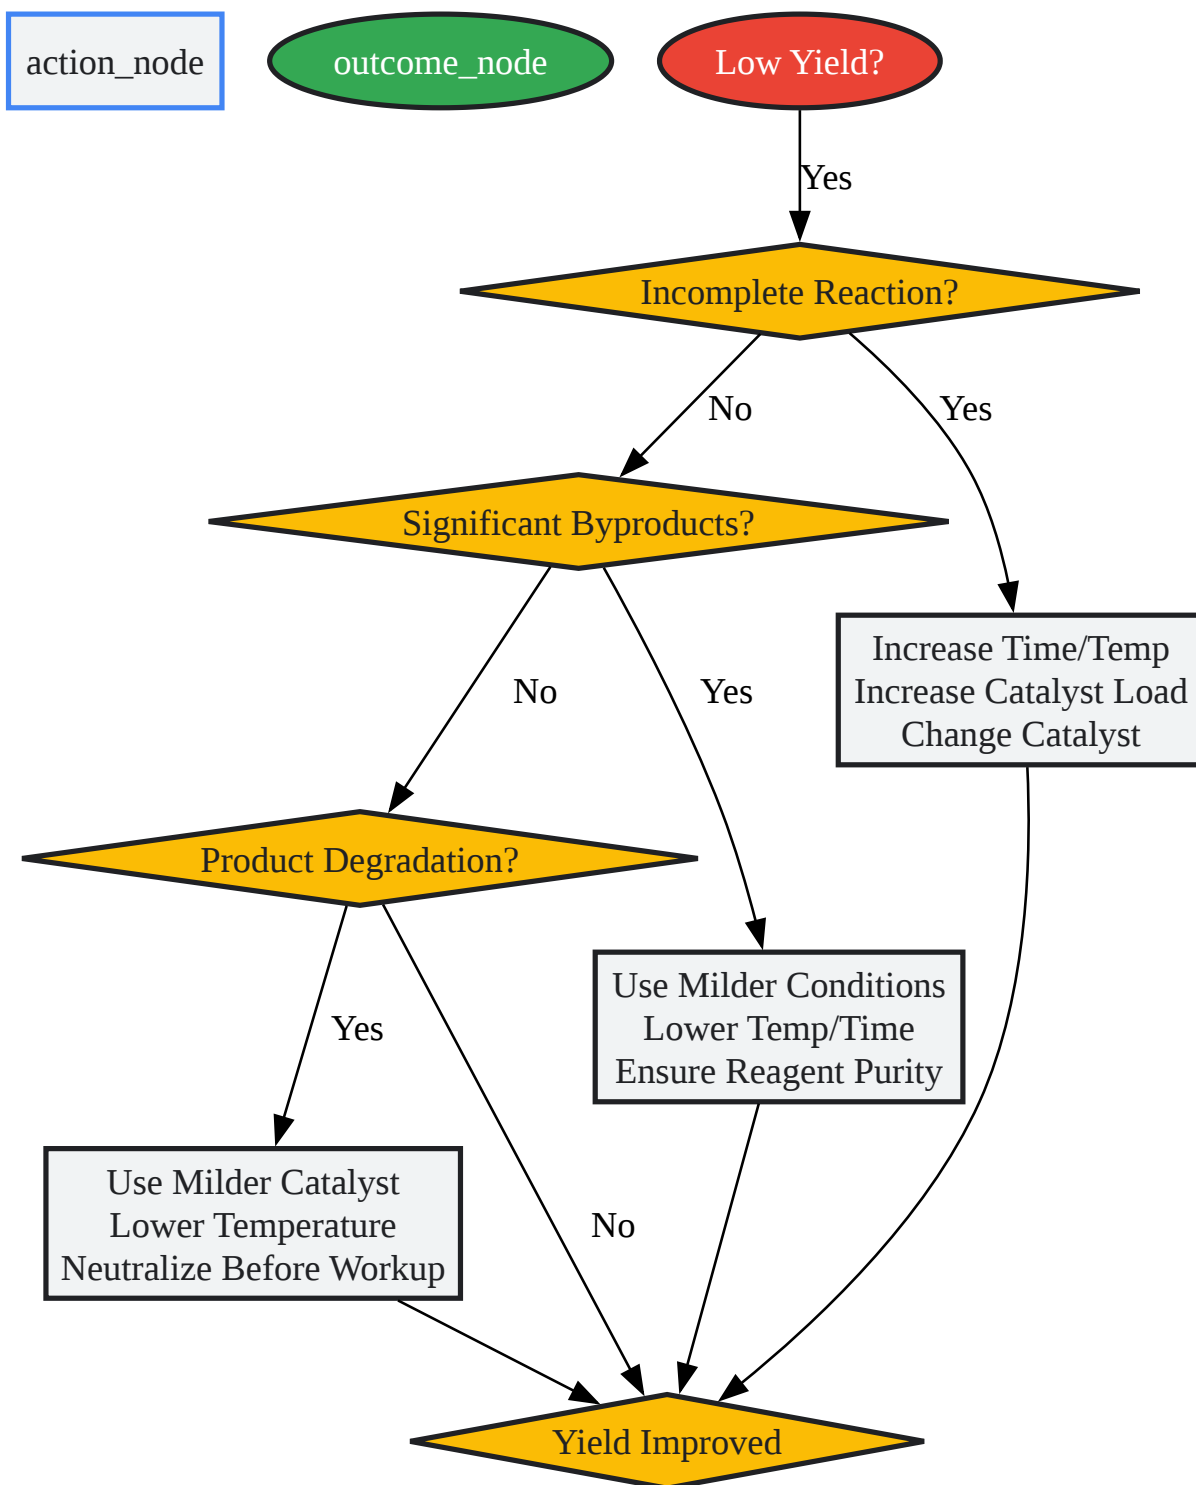 action_node
outcome_node
Low Yield?
Yes
Incomplete Reaction?
No
Yes
Significant Byproducts?
Increase Time/Temp
Increase Catalyst Load
Change Catalyst
No
Yes
Product Degradation?
Use Milder Conditions
Lower Temp/Time
Ensure Reagent Purity
Yes
Use Milder Catalyst
Lower Temperature
Neutralize Before Workup
No
Yield Improved